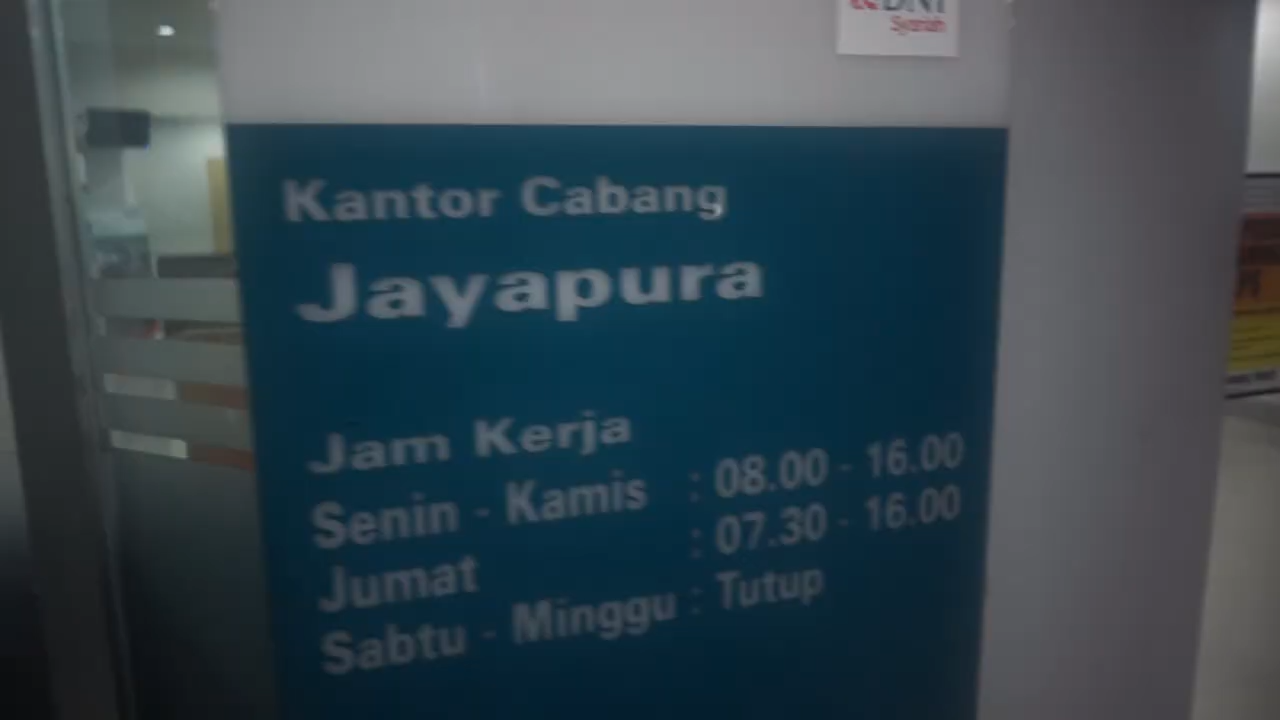 BNI
Syariah
Kantor Cabang
Jayapura
Jam Kerja
Senin - Kamis : 08.00 - 16.00
Jumat : 07.30 - 16.00
Sabtu - Minggu : Tutup